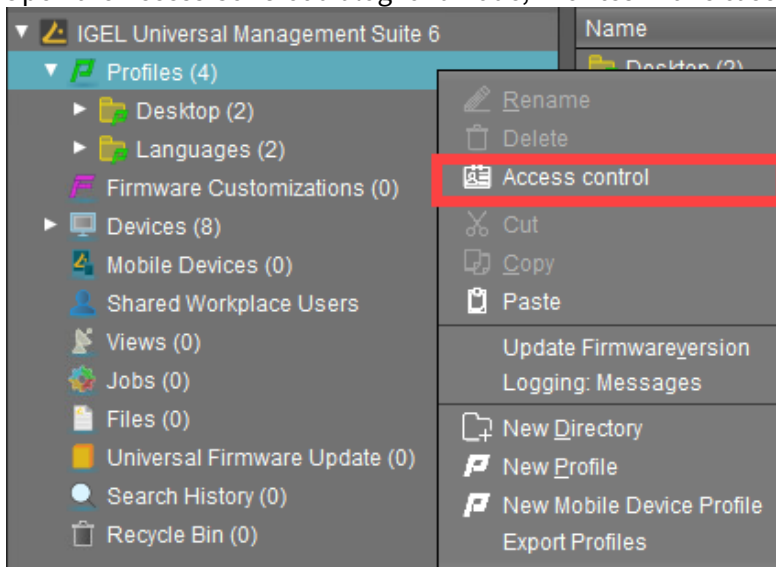 IGEL Universal Management Suite 6
Profiles (4)
Desktop (2)
Languages (2)
Firmware Customizations (0)
Devices (8)
Mobile Devices (0)
Shared Workplace Users
Views (0)
Jobs (0)
Files (0)
Universal Firmware Update (0)
Search History (0)
Recycle Bin (0)
Name
Desktop (2)
Rename
Delete
Access control
Cut
Copy
Paste
Update Firmwareversion
Logging: Messages
New Directory
New Profile
New Mobile Device Profile
Export Profiles